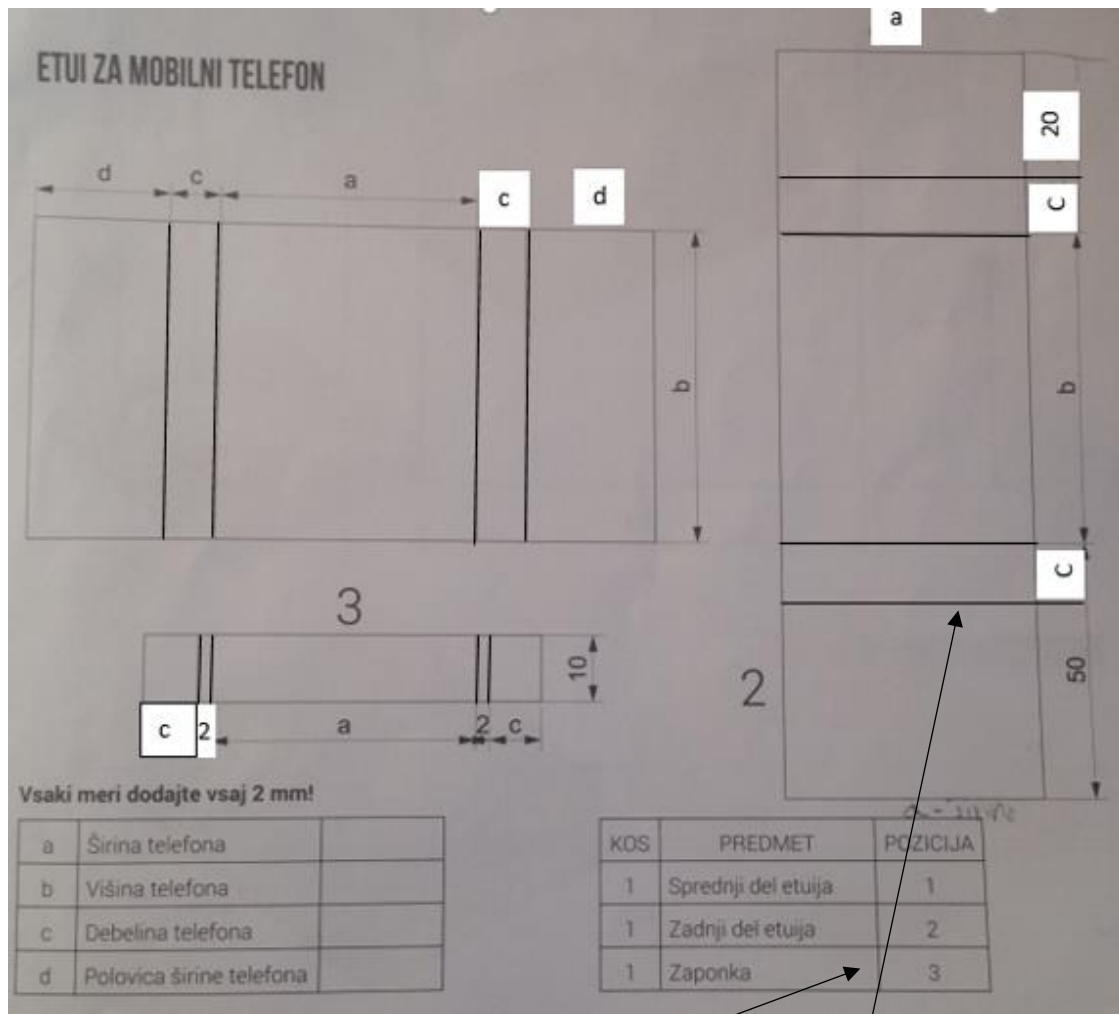 a
ETUI ZA MOBILNI TELEFON
20
d c a c d
C
b
b
C
3
10
2
50
c 2 a 2 c
Vsaki meri dodajte vsaj 2 mm!
a Širina telefona
b Višina telefona
c Debelina telefona
d Polovica širine telefona
KOS PREDMET POZICIJA
1 Sprednji del etuija 1
1 Zadnji del etuija 2
1 Zaponka 3